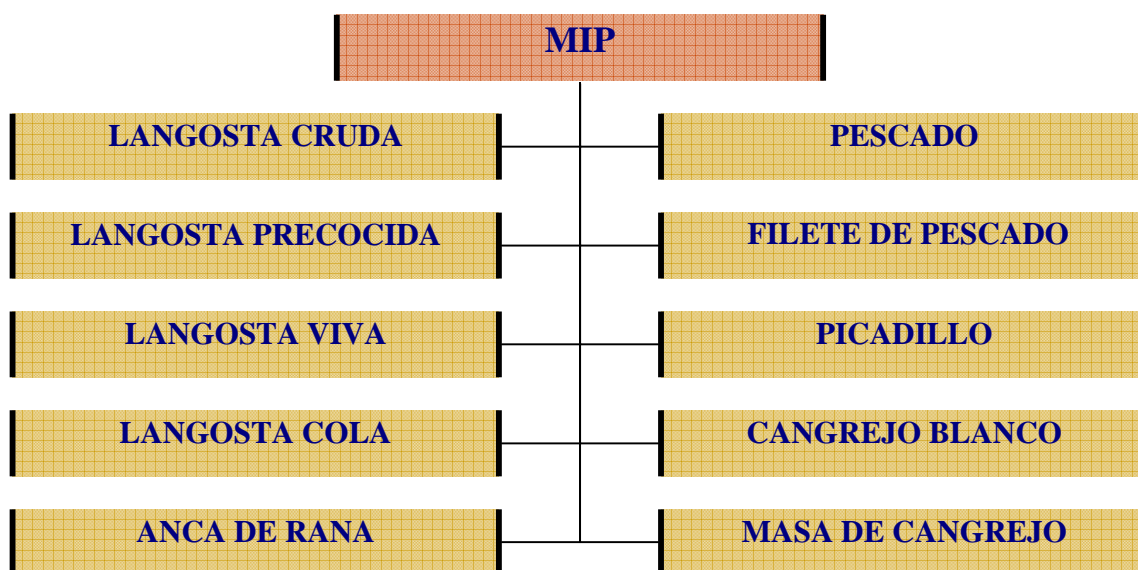 MIP
LANGOSTA CRUDA
PESCADO
LANGOSTA PRECOCIDA
FILETE DE PESCADO
LANGOSTA VIVA
PICADILLO
LANGOSTA COLA
CANGREJO BLANCO
ANCA DE RANA
MASA DE CANGREJO